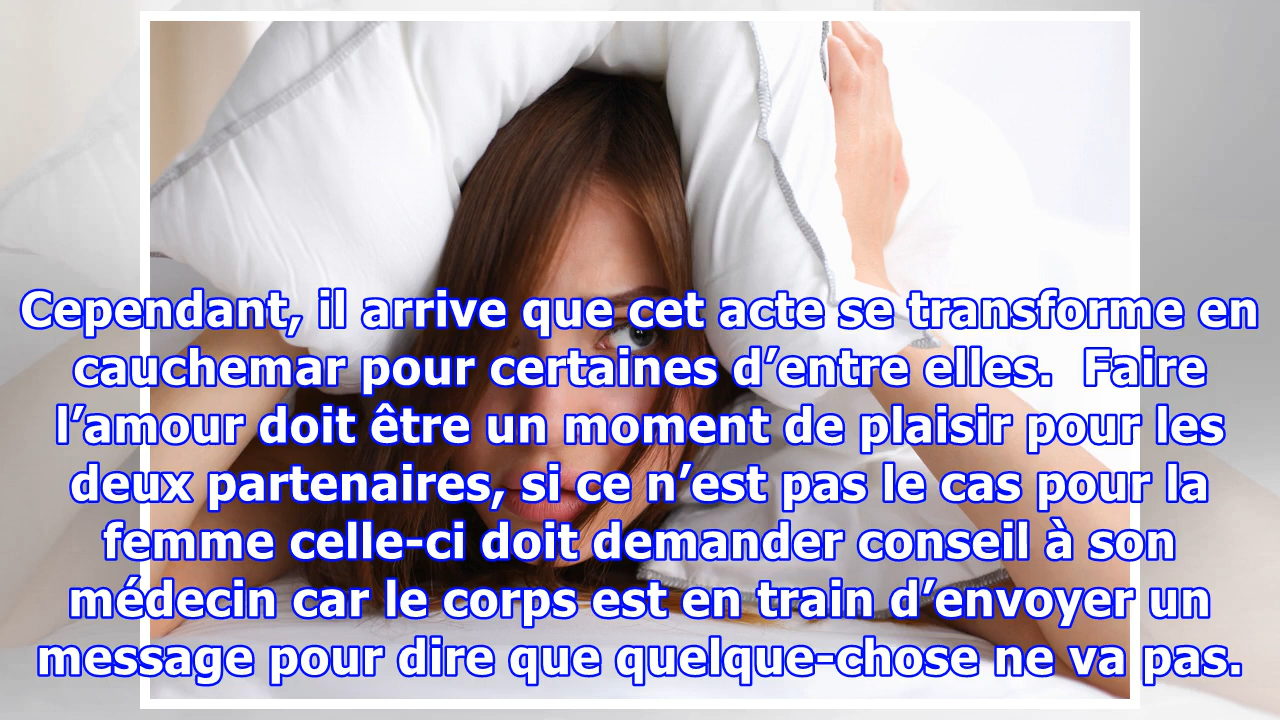 Cependant, il arrive que cet acte se transforme en
cauchemar pour certaines d’entre elles.  Faire
l’amour doit être un moment de plaisir pour les
deux partenaires, si ce n’est pas le cas pour la
femme celle-ci doit demander conseil à son
médecin car le corps est en train d’envoyer un
message pour dire que quelque-chose ne va pas.